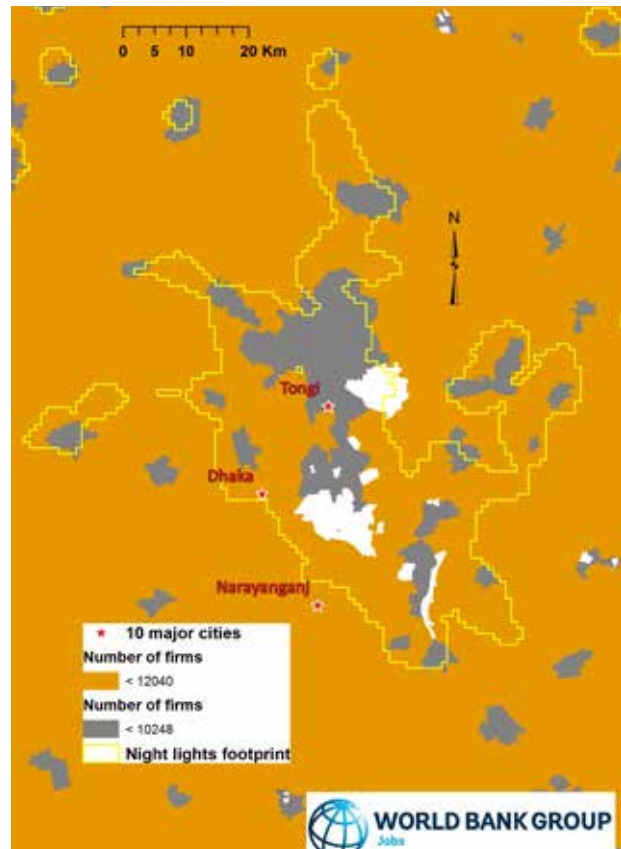 0 5 10 20 Km
N
Tongi
Dhaka
Narayanganj
10 major cities
Number of firms
< 12040
Number of firms
< 10248
Night lights footprint
WORLD BANK GROUP
Jobs